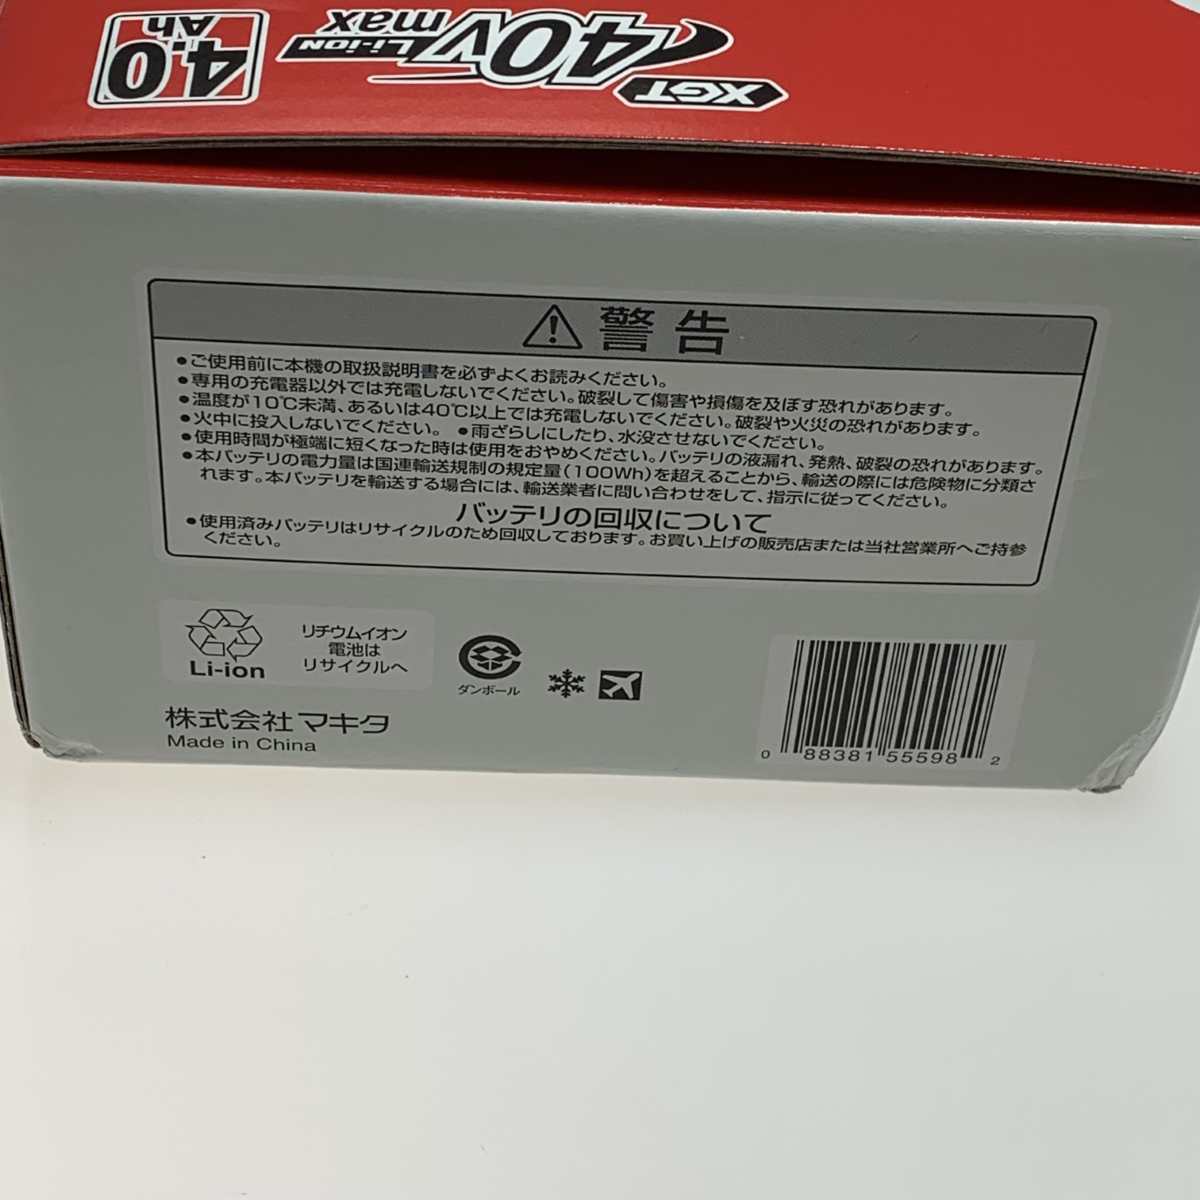 4.0
Ah
XGT
40Vmax
Li-ion
警告
●ご使用前に本機の取扱説明書を必ずよくお読みください。
●専用の充電器以外では充電しないでください。破裂して傷害や損傷を及ぼす恐れがあります。
●温度が10℃未満、あるいは40℃以上では充電しないでください。破裂や火災の恐れがあります。
●火中に投入しないでください。 ●雨ざらしにしたり、水没させないでください。
●使用時間が極端に短くなった時は使用をおやめください。バッテリの液漏れ、発熱、破裂の恐れがあります。
●本バッテリの電力量は国連輸送規制の規定量(100Wh)を超えることから、輸送の際には危険物に分類さ
れます。本バッテリを輸送する場合には、輸送業者に問い合わせをして、指示に従ってください。
バッテリの回収について
●使用済みバッテリはリサイクルのため回収しております。お買い上げの販売店または当社営業所へご持参
ください。
Li-ion
リチウムイオン
電池は
リサイクルへ
ダンボール
株式会社マキタ
Made in China
0 88381 55598 2